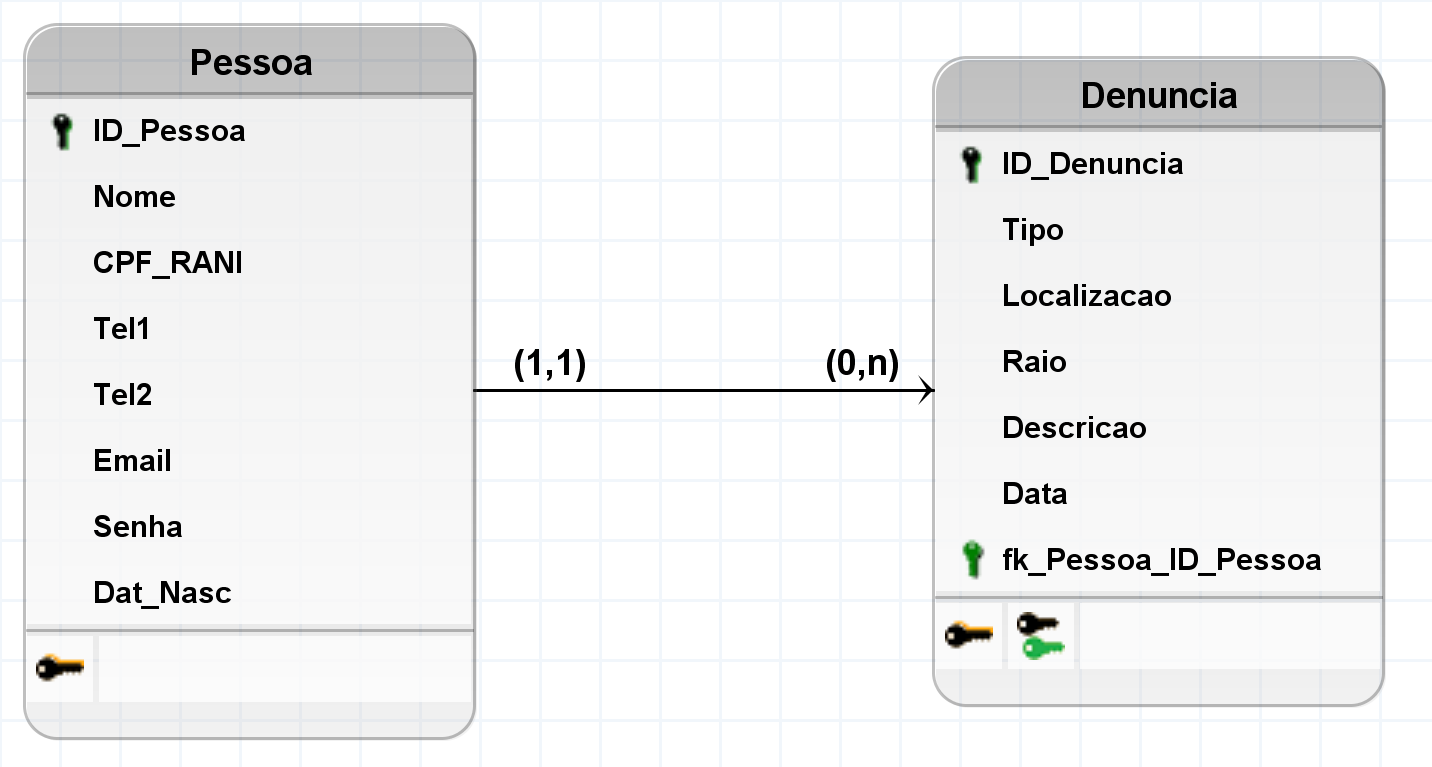 Pessoa
ID_Pessoa
Nome
CPF_RANI
Tel1
Tel2
Email
Senha
Dat_Nasc
(1,1)
(0,n)
Denuncia
ID_Denuncia
Tipo
Localizacao
Raio
Descricao
Data
fk_Pessoa_ID_Pessoa